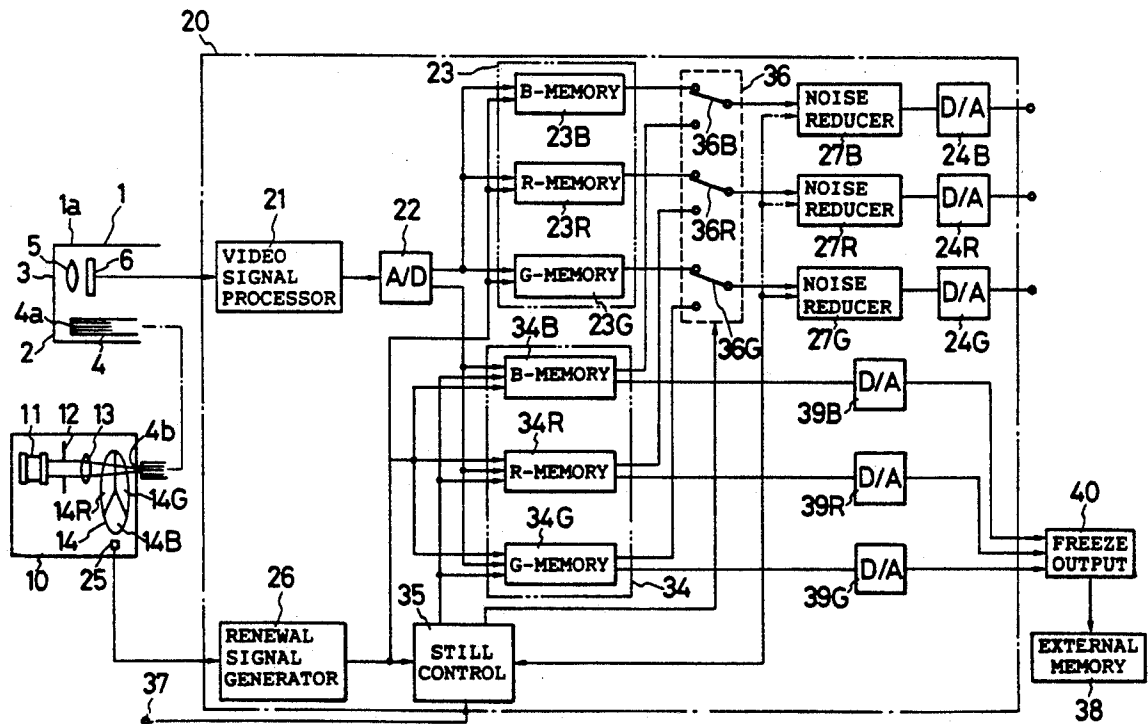 20
23
36
B-MEMORY
23B
36B
NOISE
REDUCER
27B
D/A
24B
1
1a
5
6
3
4a
2
4
21
VIDEO
SIGNAL
PROCESSOR
22
A/D
R-MEMORY
23R
36R
NOISE
REDUCER
27R
D/A
24R
G-MEMORY
23G
36G
NOISE
REDUCER
27G
D/A
24G
34B
B-MEMORY
D/A
39B
11
12
13
4b
14R
14G
14
14B
10
25
34R
R-MEMORY
D/A
39R
34G
G-MEMORY
34
D/A
39G
40
FREEZE
OUTPUT
26
RENEWAL
SIGNAL
GENERATOR
35
STILL
CONTROL
EXTERNAL
MEMORY
38
37